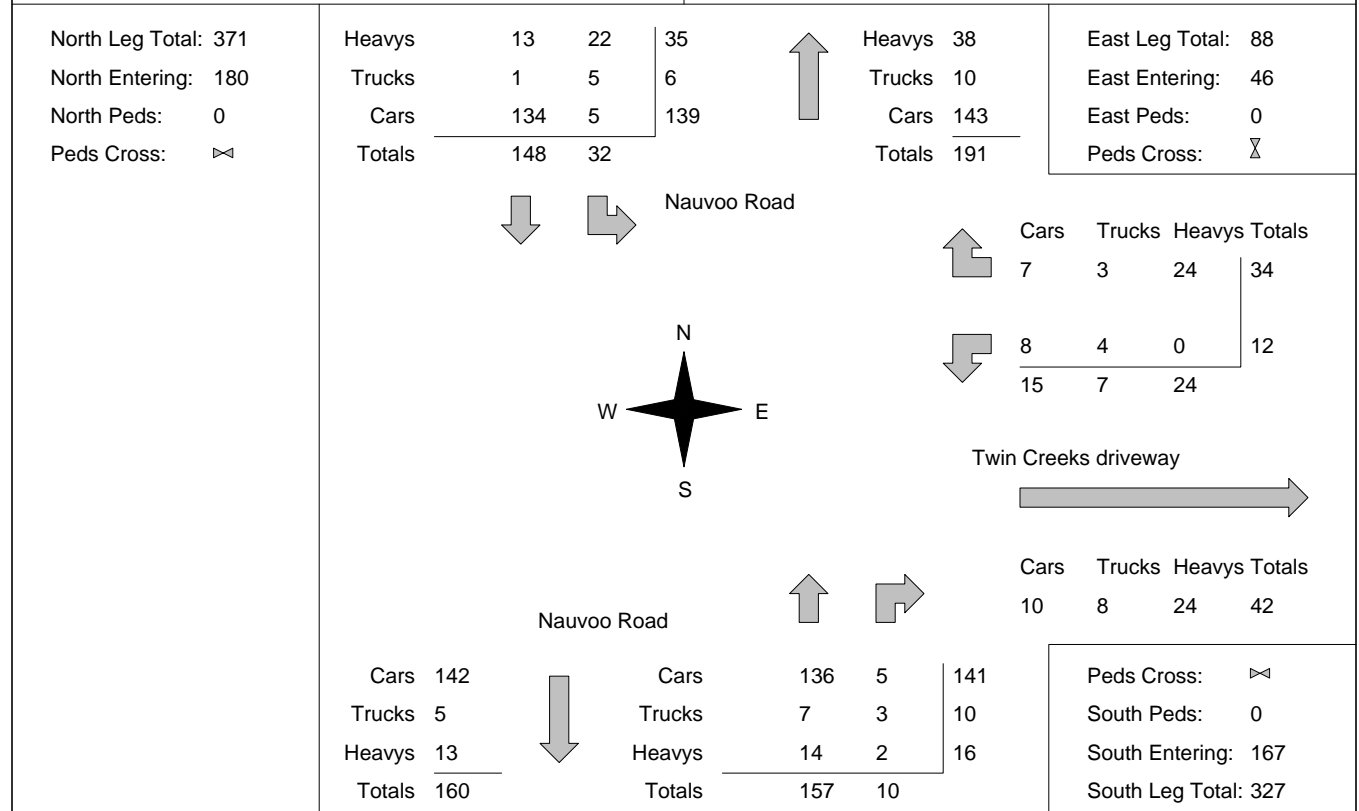 North Leg Total: 371
North Entering: 180
North Peds: 0
Peds Cross:
Heavys 13 22 35
Trucks 1 5 6
Cars 134 5 139
Totals 148 32
Heavys 38
Trucks 10
Cars 143
Totals 191
East Leg Total: 88
East Entering: 46
East Peds: 0
Peds Cross:
Nauvoo Road
Cars Trucks Heavys Totals
7 3 24 34
8 4 0 12
15 7 24
N
W E
S
Twin Creeks driveway
Cars Trucks Heavys Totals
10 8 24 42
Nauvoo Road
Cars 142
Trucks 5
Heavys 13
Totals 160
Cars 136 5 141
Trucks 7 3 10
Heavys 14 2 16
Totals 157 10
Peds Cross:
South Peds: 0
South Entering: 167
South Leg Total: 327